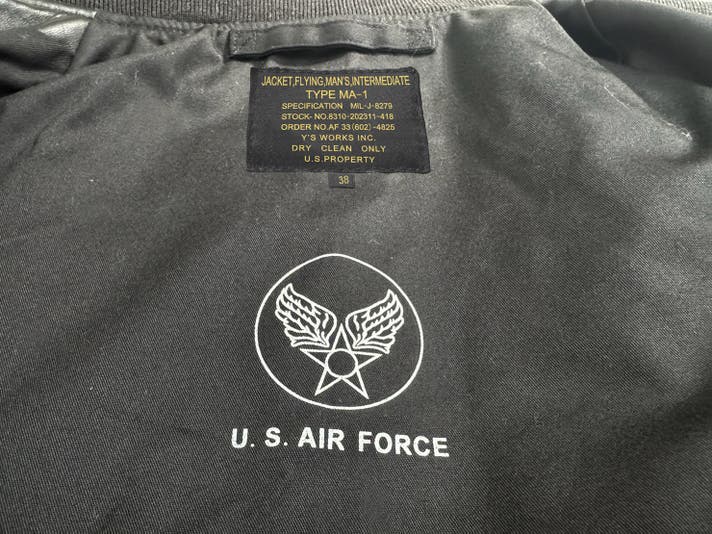 JACKET,FLYING,MAN'S,INTERMEDIATE
TYPE MA-1
SPECIFICATION MIL-J-8279
STOCK- NO.8310-202311-418
ORDER NO.AF 33(602)-4825
Y'S WORKS INC.
DRY CLEAN ONLY
U.S.PROPERTY
38
U. S. AIR FORCE